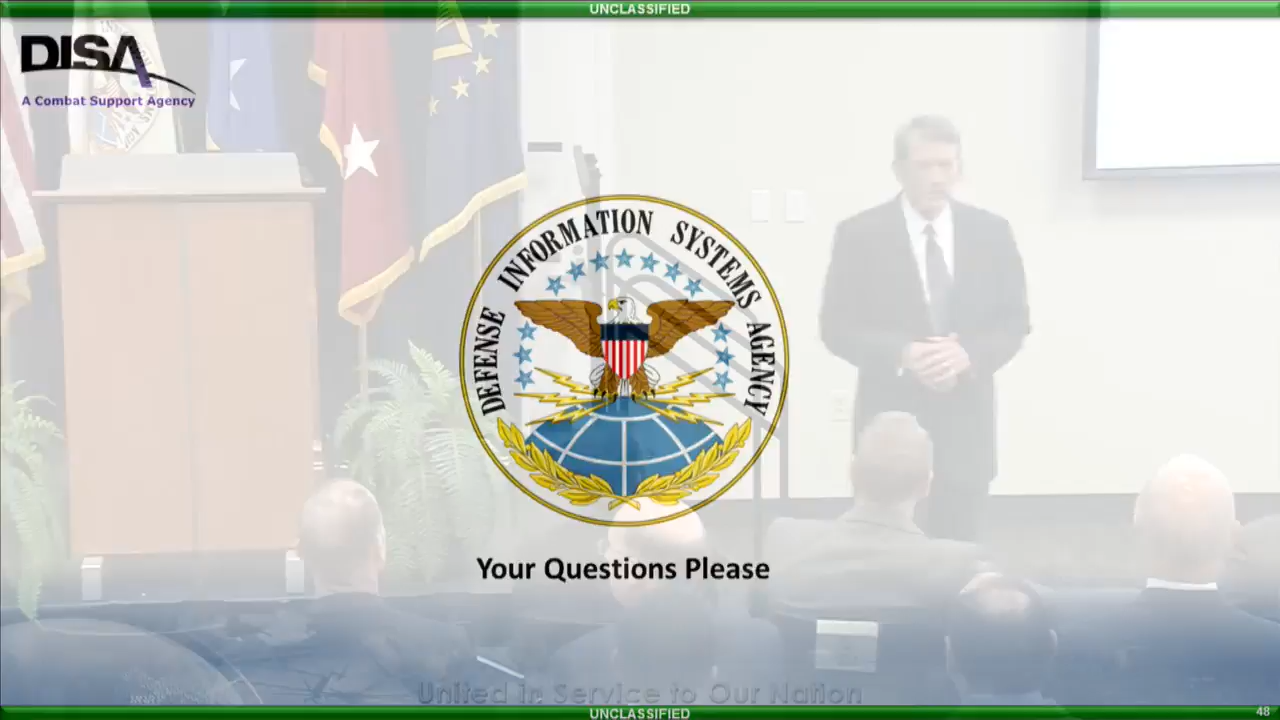 UNCLASSIFIED
DISA
A Combat Support Agency
DEFENSE INFORMATION SYSTEMS AGENCY
Your Questions Please
United in Service to Our Nation
UNCLASSIFIED
48